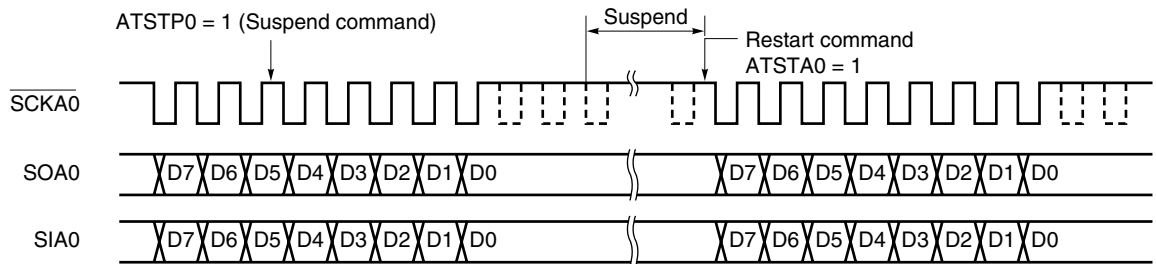 ATSTP0 = 1 (Suspend command)
Suspend
Restart command
ATSTA0 = 1
SCKA0
SOA0 D7 D6 D5 D4 D3 D2 D1 D0 D7 D6 D5 D4 D3 D2 D1 D0
SIA0 D7 D6 D5 D4 D3 D2 D1 D0 D7 D6 D5 D4 D3 D2 D1 D0